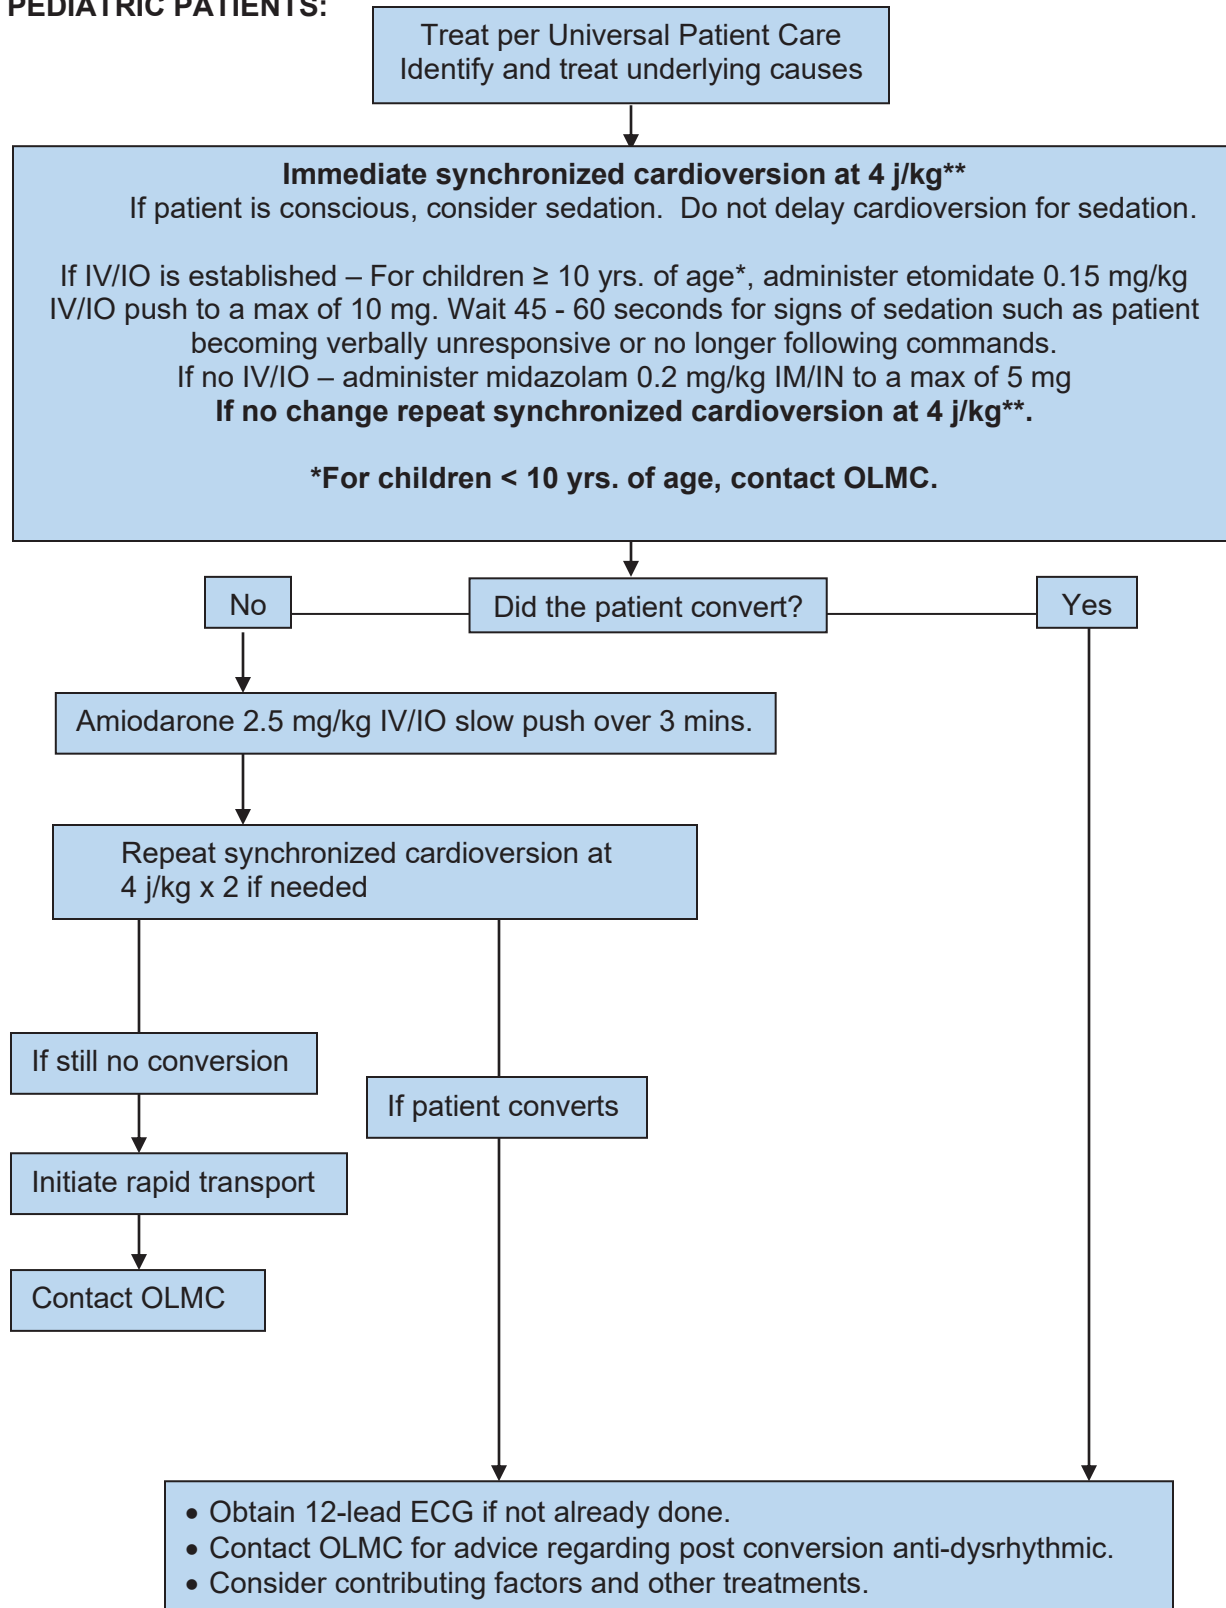 PEDIATRIC PATIENTS:
Treat per Universal Patient Care
Identify and treat underlying causes
Immediate synchronized cardioversion at 4 j/kg**
If patient is conscious, consider sedation. Do not delay cardioversion for sedation.
If IV/IO is established – For children ≥ 10 yrs. of age*, administer etomidate 0.15 mg/kg
IV/IO push to a max of 10 mg. Wait 45 - 60 seconds for signs of sedation such as patient
becoming verbally unresponsive or no longer following commands.
If no IV/IO – administer midazolam 0.2 mg/kg IM/IN to a max of 5 mg
If no change repeat synchronized cardioversion at 4 j/kg**.
*For children < 10 yrs. of age, contact OLMC.
No
Did the patient convert?
Yes
Amiodarone 2.5 mg/kg IV/IO slow push over 3 mins.
Repeat synchronized cardioversion at
4 j/kg x 2 if needed
If still no conversion
If patient converts
Initiate rapid transport
Contact OLMC
• Obtain 12-lead ECG if not already done.
• Contact OLMC for advice regarding post conversion anti-dysrhythmic.
• Consider contributing factors and other treatments.